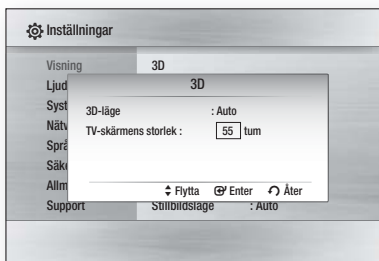 Inställningar
Visning 3D
3D
Ljud
3D-läge : Auto
Syst
TV-skärmens storlek : 55 tum
Nätv
Språ
Säke
Allm
Flytta Enter Åter
Support Stillbildsläge : Auto